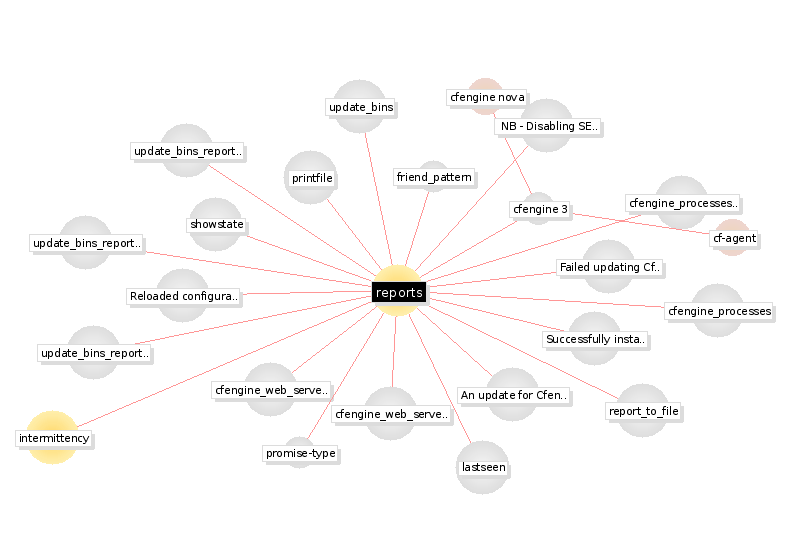 cfengine nova
update_bins
NB - Disabling SE..
update_bins_report..
printfile
friend_pattern
cfengine_processes..
cfengine 3
showstate
cf-agent
update_bins_report..
Failed updating Cf..
reports
Reloaded configura..
cfengine_processes
Successfully insta..
update_bins_report..
cfengine_web_serve..
An update for Cfen..
cfengine_web_serve..
report_to_file
intermittency
promise-type
lastseen